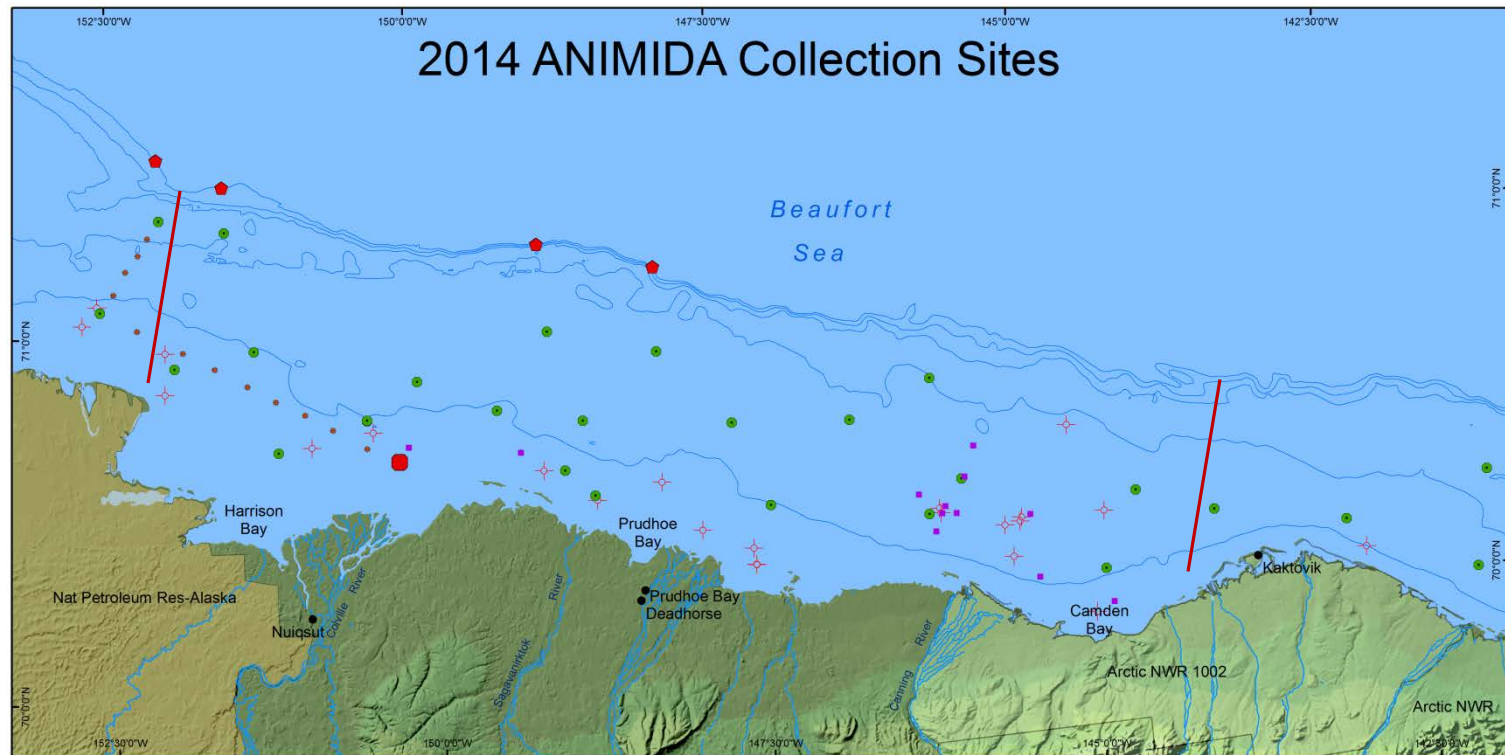 152°30'0"W
150°0'0"W
147°30'0"W
145°0'0"W
142°30'0"W
2014 ANIMIDA Collection Sites
71°0'0"N
Beaufort
Sea
71°0'0"N
Harrison
Bay
Prudhoe
Bay
70°0'0"N
Kaktovik
Nat Petroleum Res-Alaska
Colville River
River
Prudhoe Bay
Deadhorse
Camden
Bay
Nuiqsut
River
Sagavanirktok
Canning
Arctic NWR 1002
70°0'0"N
Arctic NWR
152°30'0"W
150°0'0"W
147°30'0"W
145°0'0"W
142°30'0"W